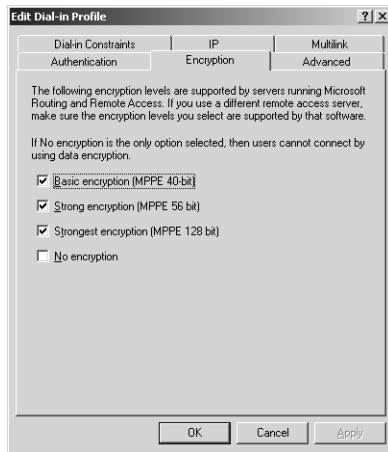 Edit Dial-in Profile
Dial-in Constraints IP Multilink
Authentication Encryption Advanced
The following encryption levels are supported by servers running Microsoft
Routing and Remote Access. If you use a different remote access server,
make sure the encryption levels you select are supported by that software.
If No encryption is the only option selected, then users cannot connect by
using data encryption.
Basic encryption (MPPE 40-bit)
Strong encryption (MPPE 56 bit)
Strongest encryption (MPPE 128 bit)
No encryption
OK Cancel Apply